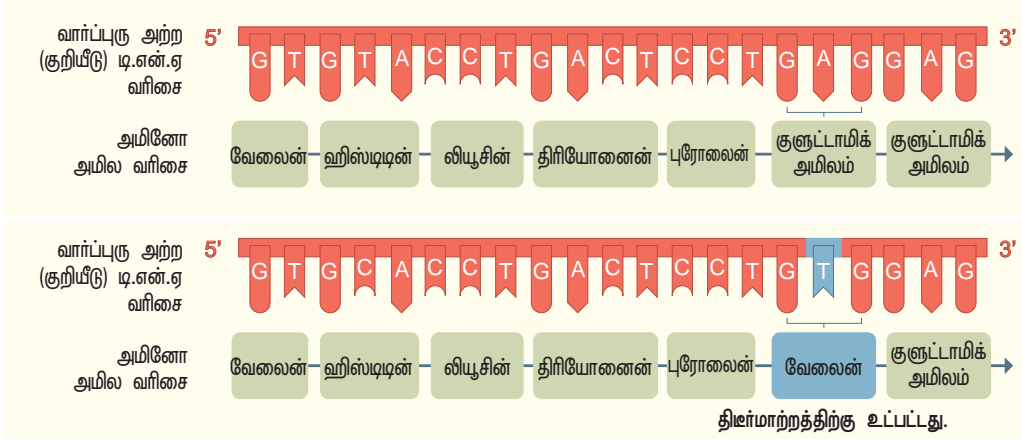 வார்ப்புரு அற்ற
(குறியீடு) டி.என்.ஏ
வரிசை
5’ G T G T A C C T G A C T C C T G A G G A G 3’
அமினோ
அமில வரிசை
வேலைன் ஹிஸ்டிடின் லியூசின் திரியோனைன் புரோலைன் குளுட்டாமிக் அமிலம் குளுட்டாமிக் அமிலம்
வார்ப்புரு அற்ற
(குறியீடு) டி.என்.ஏ
வரிசை
5’ G T G C A C C T G A C T C C T G T G G A G 3’
அமினோ
அமில வரிசை
வேலைன் ஹிஸ்டிடின் லியூசின் திரியோனைன் புரோலைன் வேலைன் குளுட்டாமிக் அமிலம்
திடீர்மாற்றத்திற்கு உட்பட்டது.